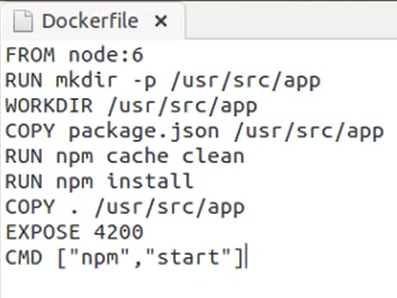 Dockerfile ×
FROM node:6
RUN mkdir -p /usr/src/app
WORKDIR /usr/src/app
COPY package.json /usr/src/app
RUN npm cache clean
RUN npm install
COPY . /usr/src/app
EXPOSE 4200
CMD ["npm","start"]